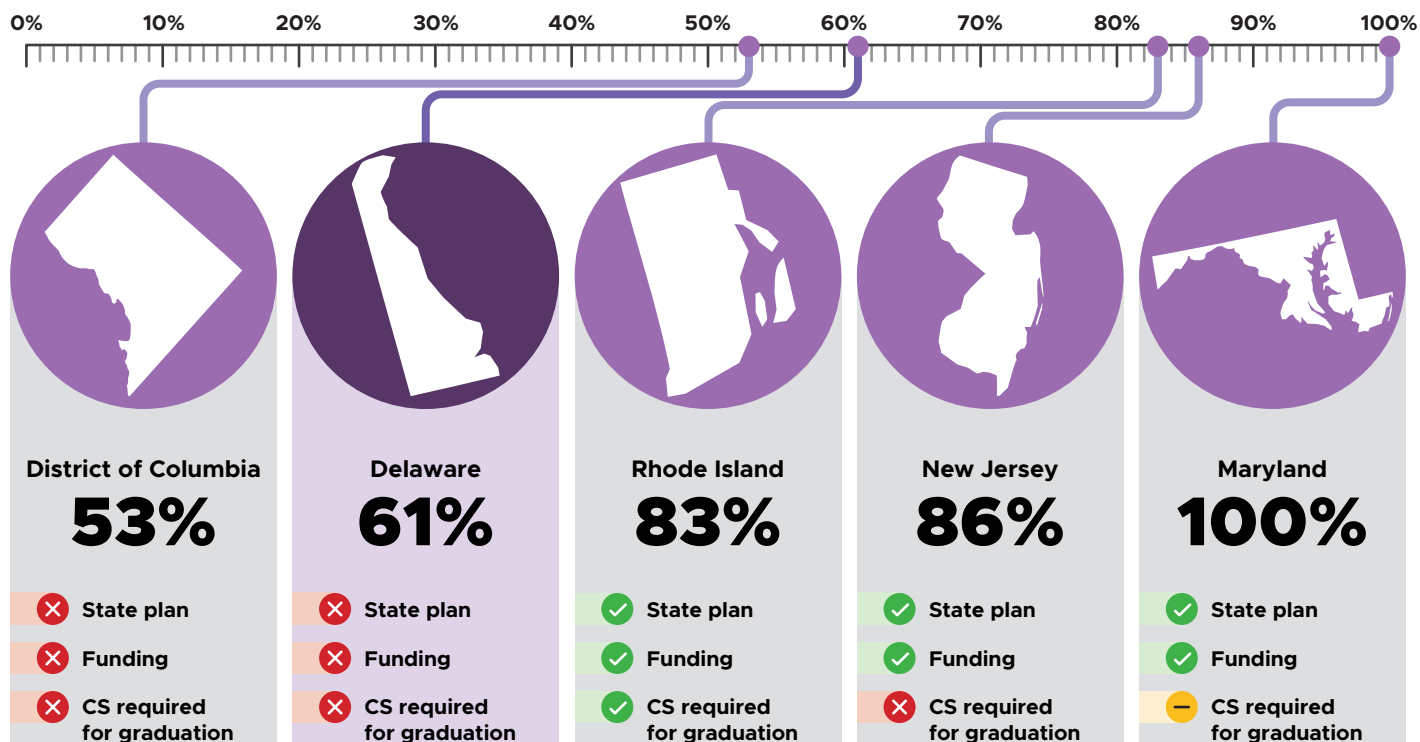 0% 10% 20% 30% 40% 50% 60% 70% 80% 90% 100%
District of Columbia
53%
State plan
Funding
CS required
for graduation
Delaware
61%
State plan
Funding
CS required
for graduation
Rhode Island
83%
State plan
Funding
CS required
for graduation
New Jersey
86%
State plan
Funding
CS required
for graduation
Maryland
100%
State plan
Funding
CS required
for graduation